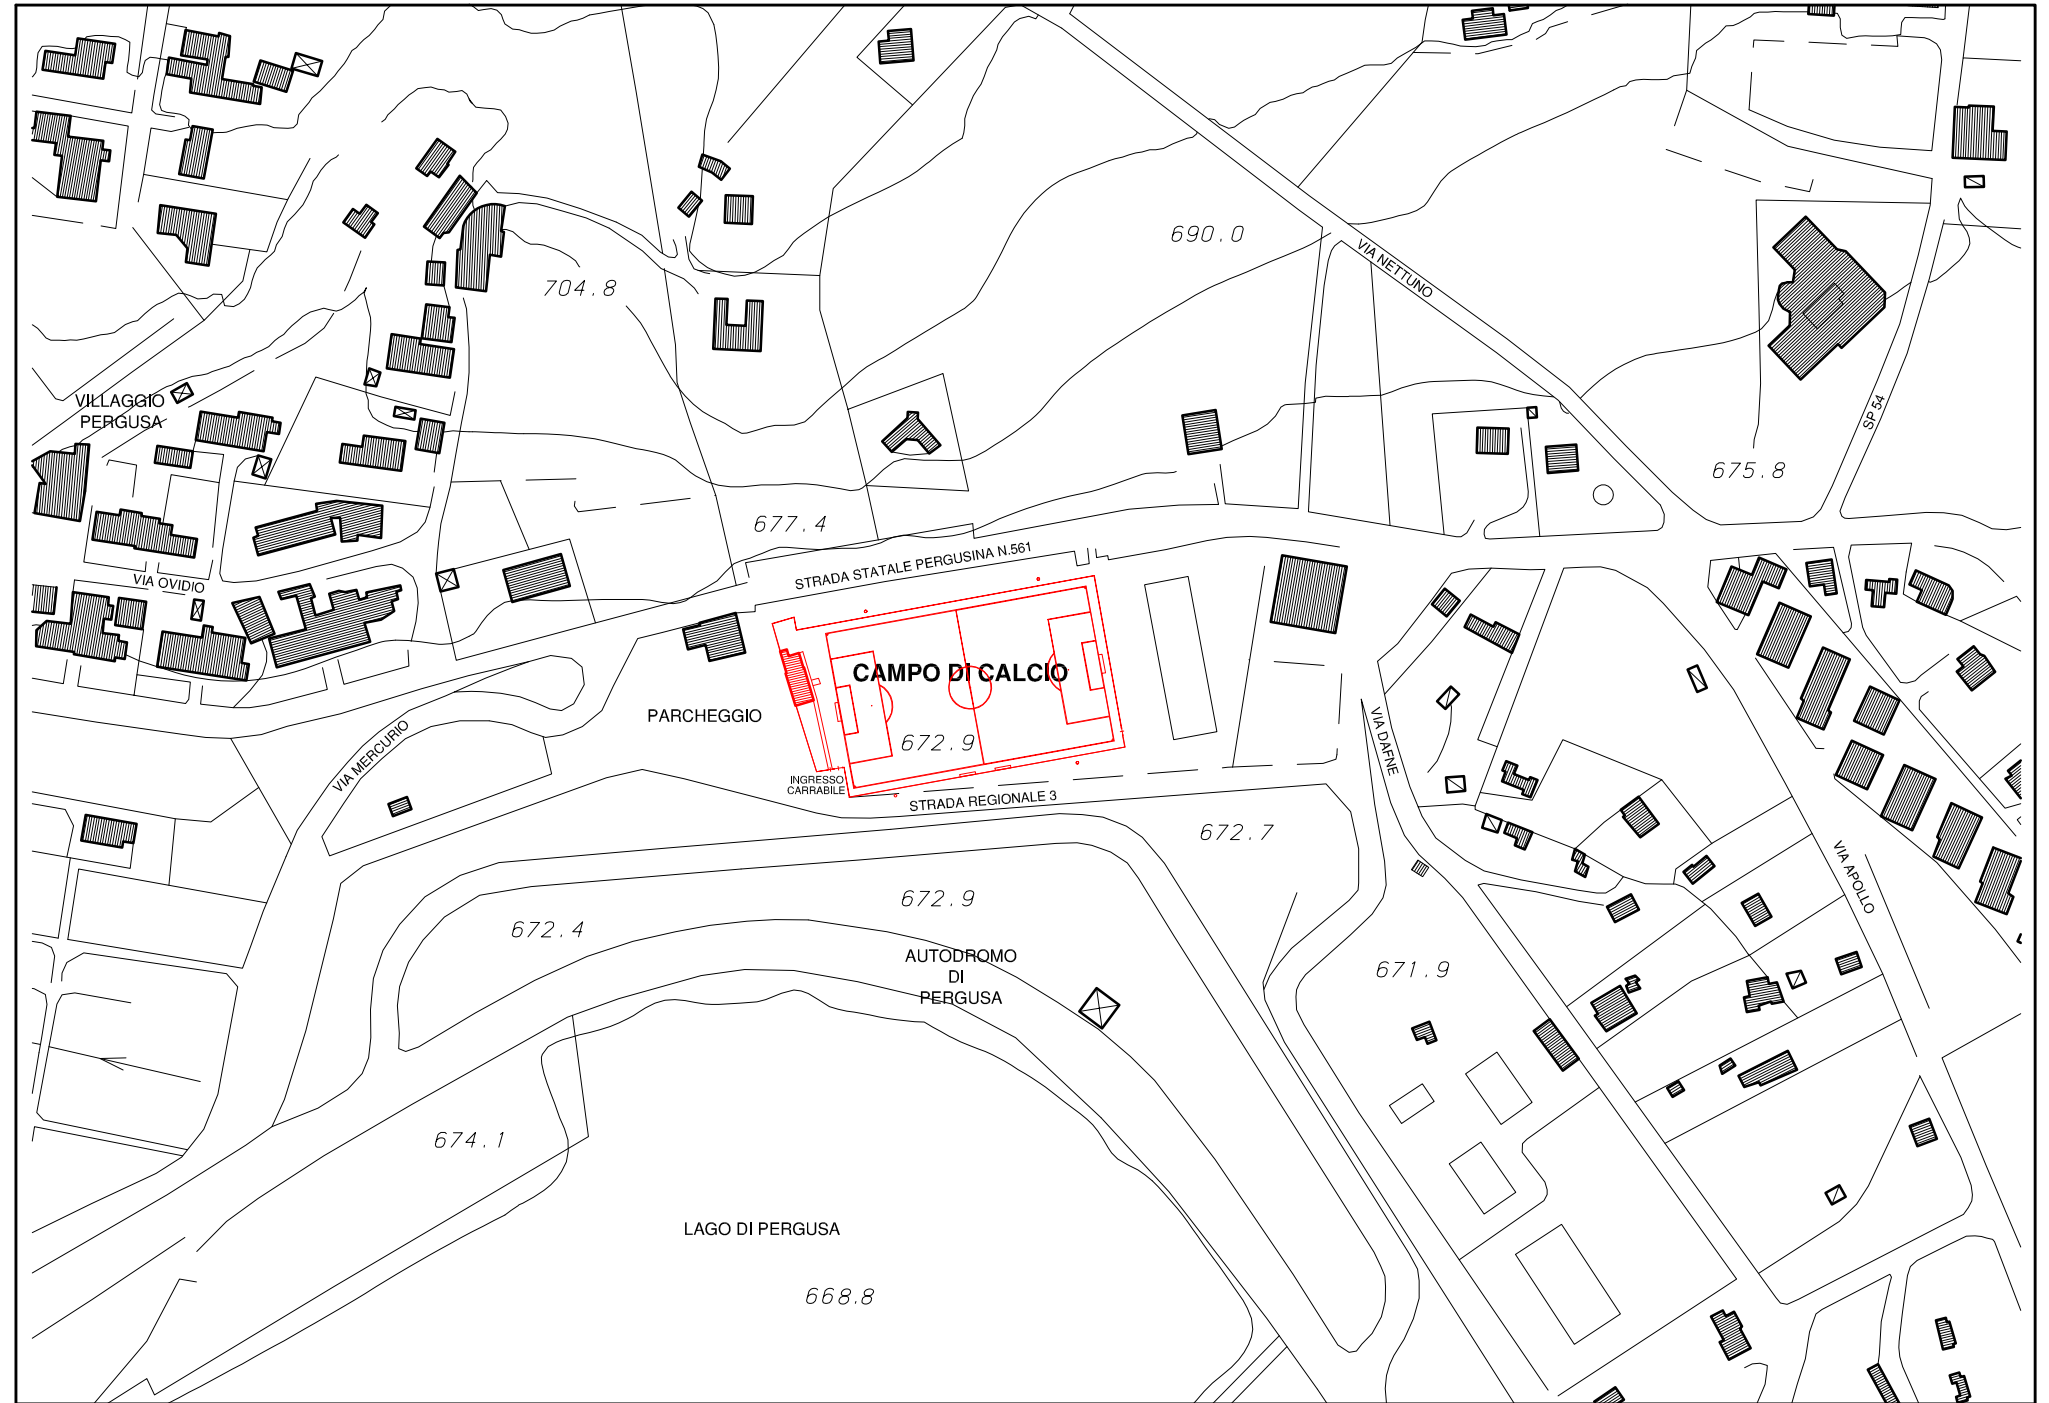 690.0
VIA NETTUNO
704.8
VILLAGGIO
PERGUSA
SP 54
675.8
677.4
STRADA STATALE PERGUSINA N.561
VIA OVIDIO
CAMPO DI CALCIO
PARCHEGGIO
672.9
VIA DAFNE
VIA MERCURIO
INGRESSO
CARRABILE
STRADA REGIONALE 3
672.7
VIA APOLLO
672.9
672.4
AUTODROMO
DI
PERGUSA
671.9
674.1
LAGO DI PERGUSA
668.8